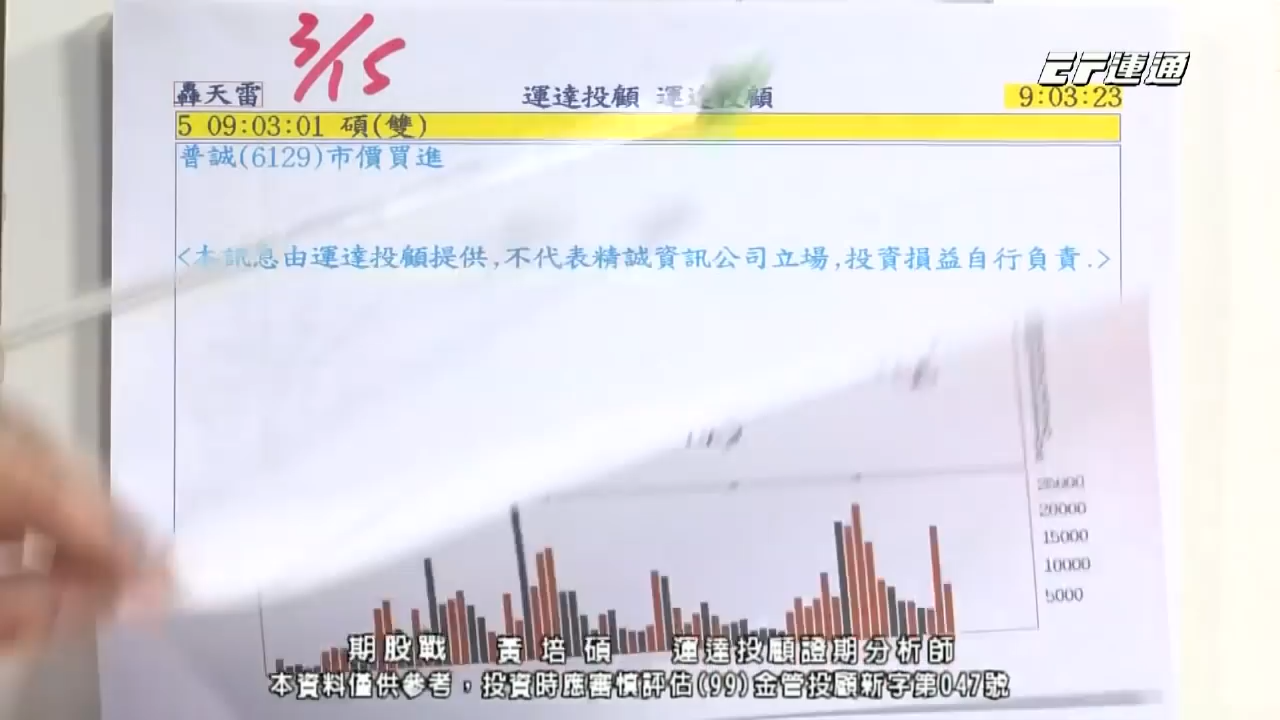 3/15
EF運通
轟天雷 運達投顧 運達投顧 9:03:23
5 09:03:01 碩(雙)
普誠(6129)市價買進
<本訊息由運達投顧提供,不代表精誠資訊公司立場,投資損益自行負責.>
25000
20000
15000
10000
5000
期股戰 黃培碩 運達投顧證期分析師
本資料僅供參考，投資時應審慎評估(99)金管投顧新字第047號